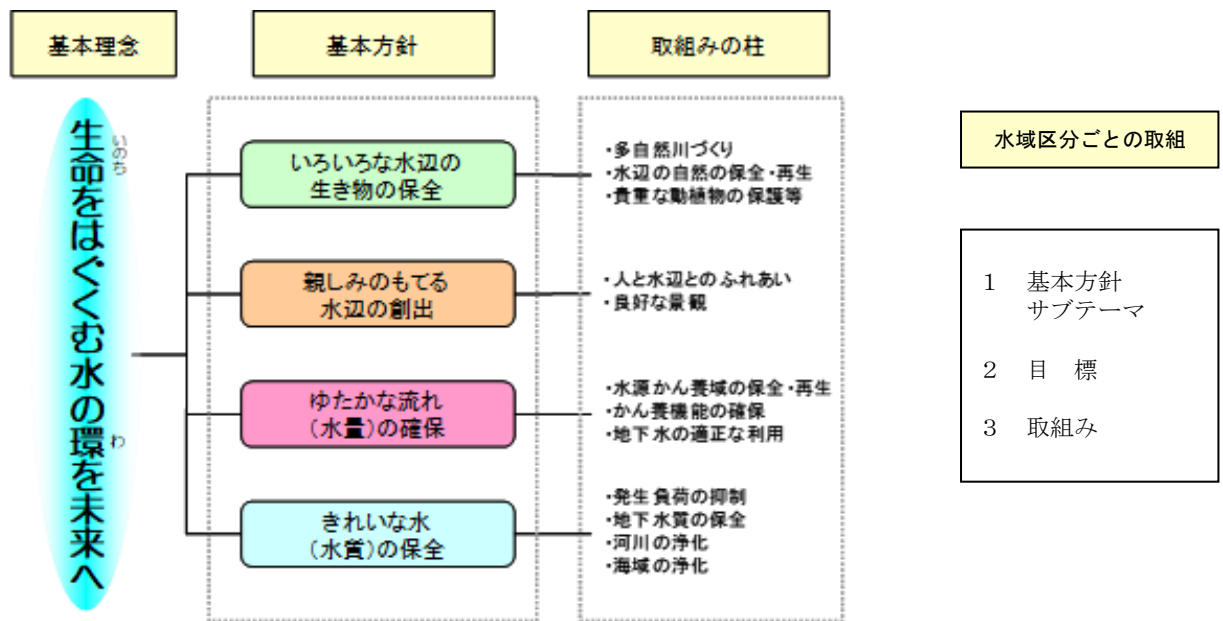 基本理念
基本方針
取組みの柱
水域区分ごとの取組
生命をはぐくむ水の環を未来へ
いのち
わ
いろいろな水辺の
生き物の保全
・多自然川づくり
・水辺の自然の保全・再生
・貴重な動植物の保護等
親しみのもてる
水辺の創出
・人と水辺とのふれあい
・良好な景観
ゆたかな流れ
（水量）の確保
・水源かん養域の保全・再生
・かん養機能の確保
・地下水の適正な利用
きれいな水
（水質）の保全
・発生負荷の抑制
・地下水質の保全
・河川の浄化
・海域の浄化
１　基本方針
サブテーマ
２　目　標
３　取組み